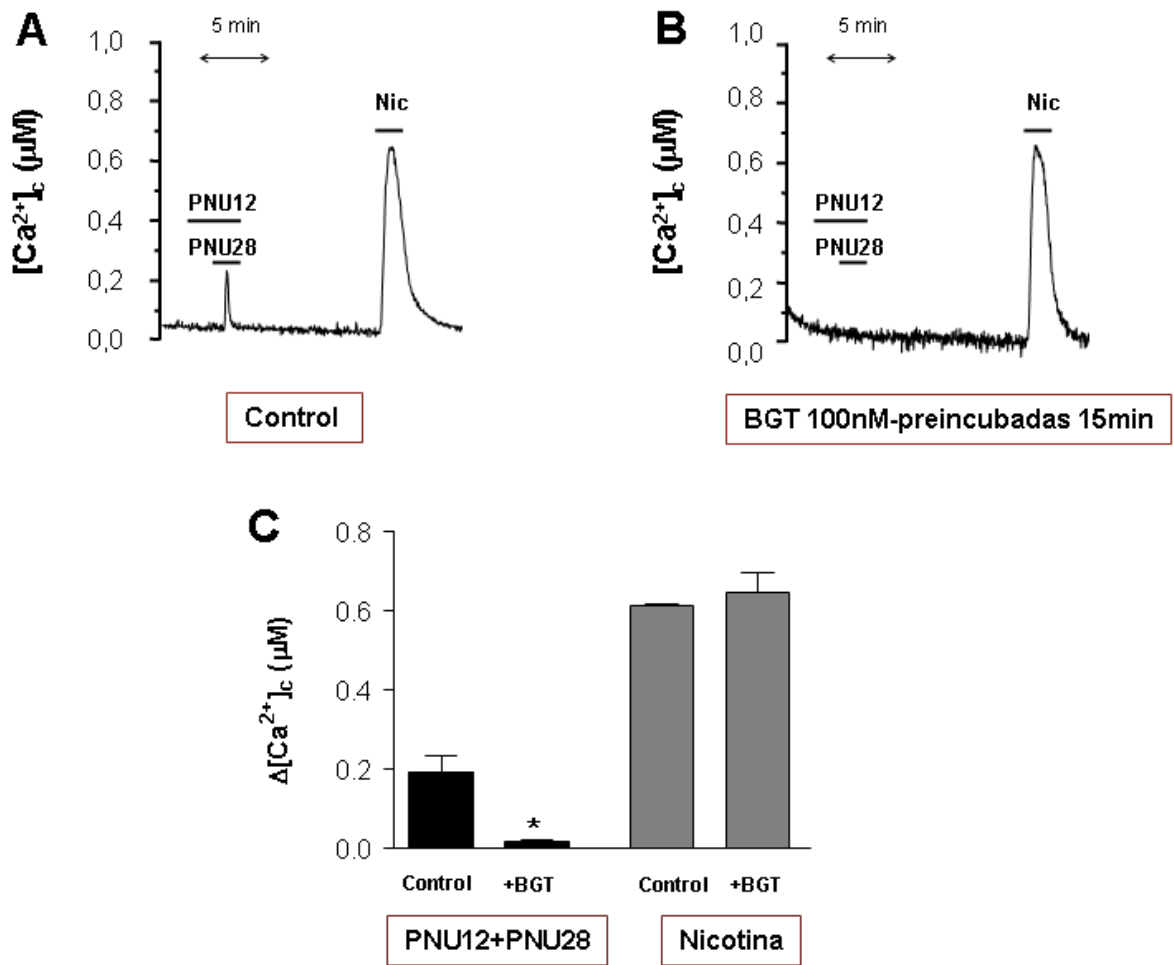 A
5 min
1,0
0,8
0,6
0,4
0,2
0,0
[Ca2+]c (µM)
Nic
PNU12
PNU28
Control
B
5 min
1,0
0,8
0,6
0,4
0,2
0,0
[Ca2+]c (µM)
Nic
PNU12
PNU28
BGT 100nM-preincubadas 15min
C
0.8
0.6
0.4
0.2
0.0
Δ[Ca2+]c (µM)
*
Control +BGT Control +BGT
PNU12+PNU28 Nicotina